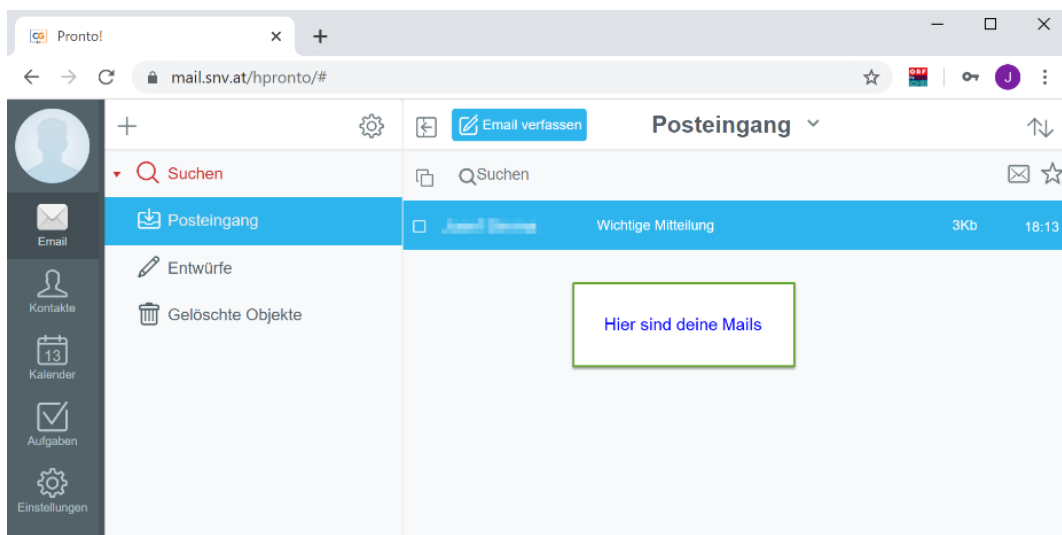 Pronto!
mail.snv.at/hpronto/#
J
Email verfassen
Posteingang
Suchen
Suchen
Posteingang
Wichtige Mitteilung
3Kb
18:13
Email
Entwürfe
Kontakte
Gelöschte Objekte
Hier sind deine Mails
13
Kalender
Aufgaben
Einstellungen